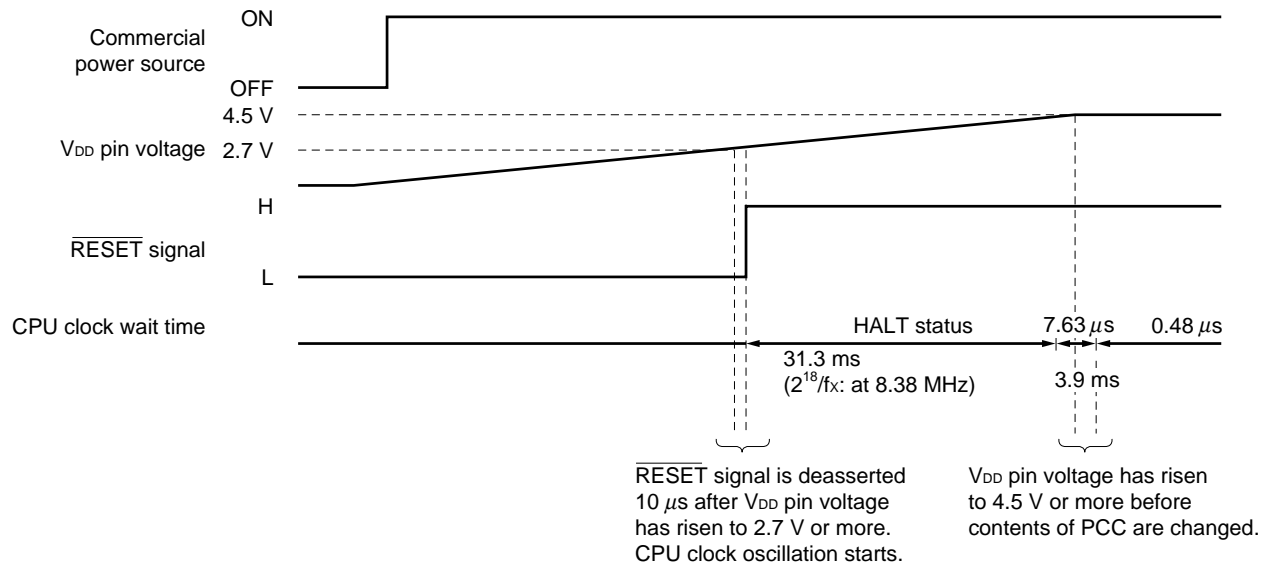 ON
Commercial
power source
OFF
4.5 V
VDD pin voltage 2.7 V
H
RESET signal
L
CPU clock wait time
HALT status 7.63 µs 0.48 µs
31.3 ms
(2^18/fX: at 8.38 MHz)
3.9 ms
RESET signal is deasserted
10 µs after VDD pin voltage
has risen to 2.7 V or more.
CPU clock oscillation starts.
VDD pin voltage has risen
to 4.5 V or more before
contents of PCC are changed.